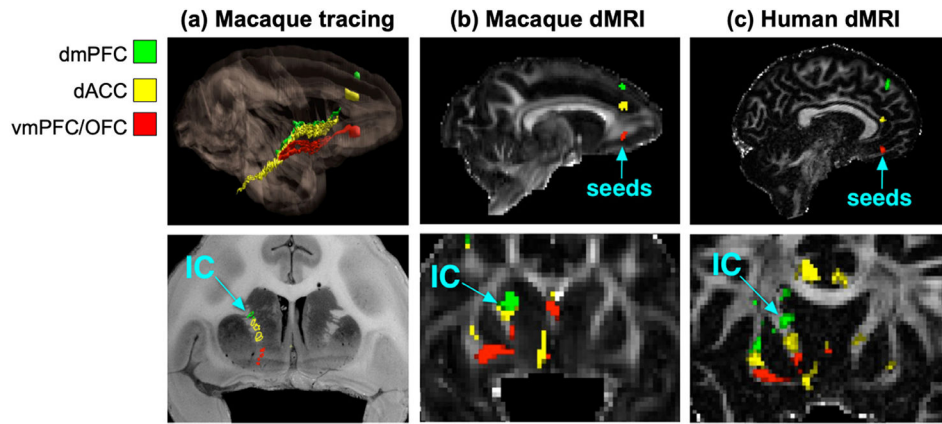 (a) Macaque tracing
(b) Macaque dMRI
(c) Human dMRI
dmPFC
dACC
vmPFC/OFC
seeds
seeds
IC
IC
IC